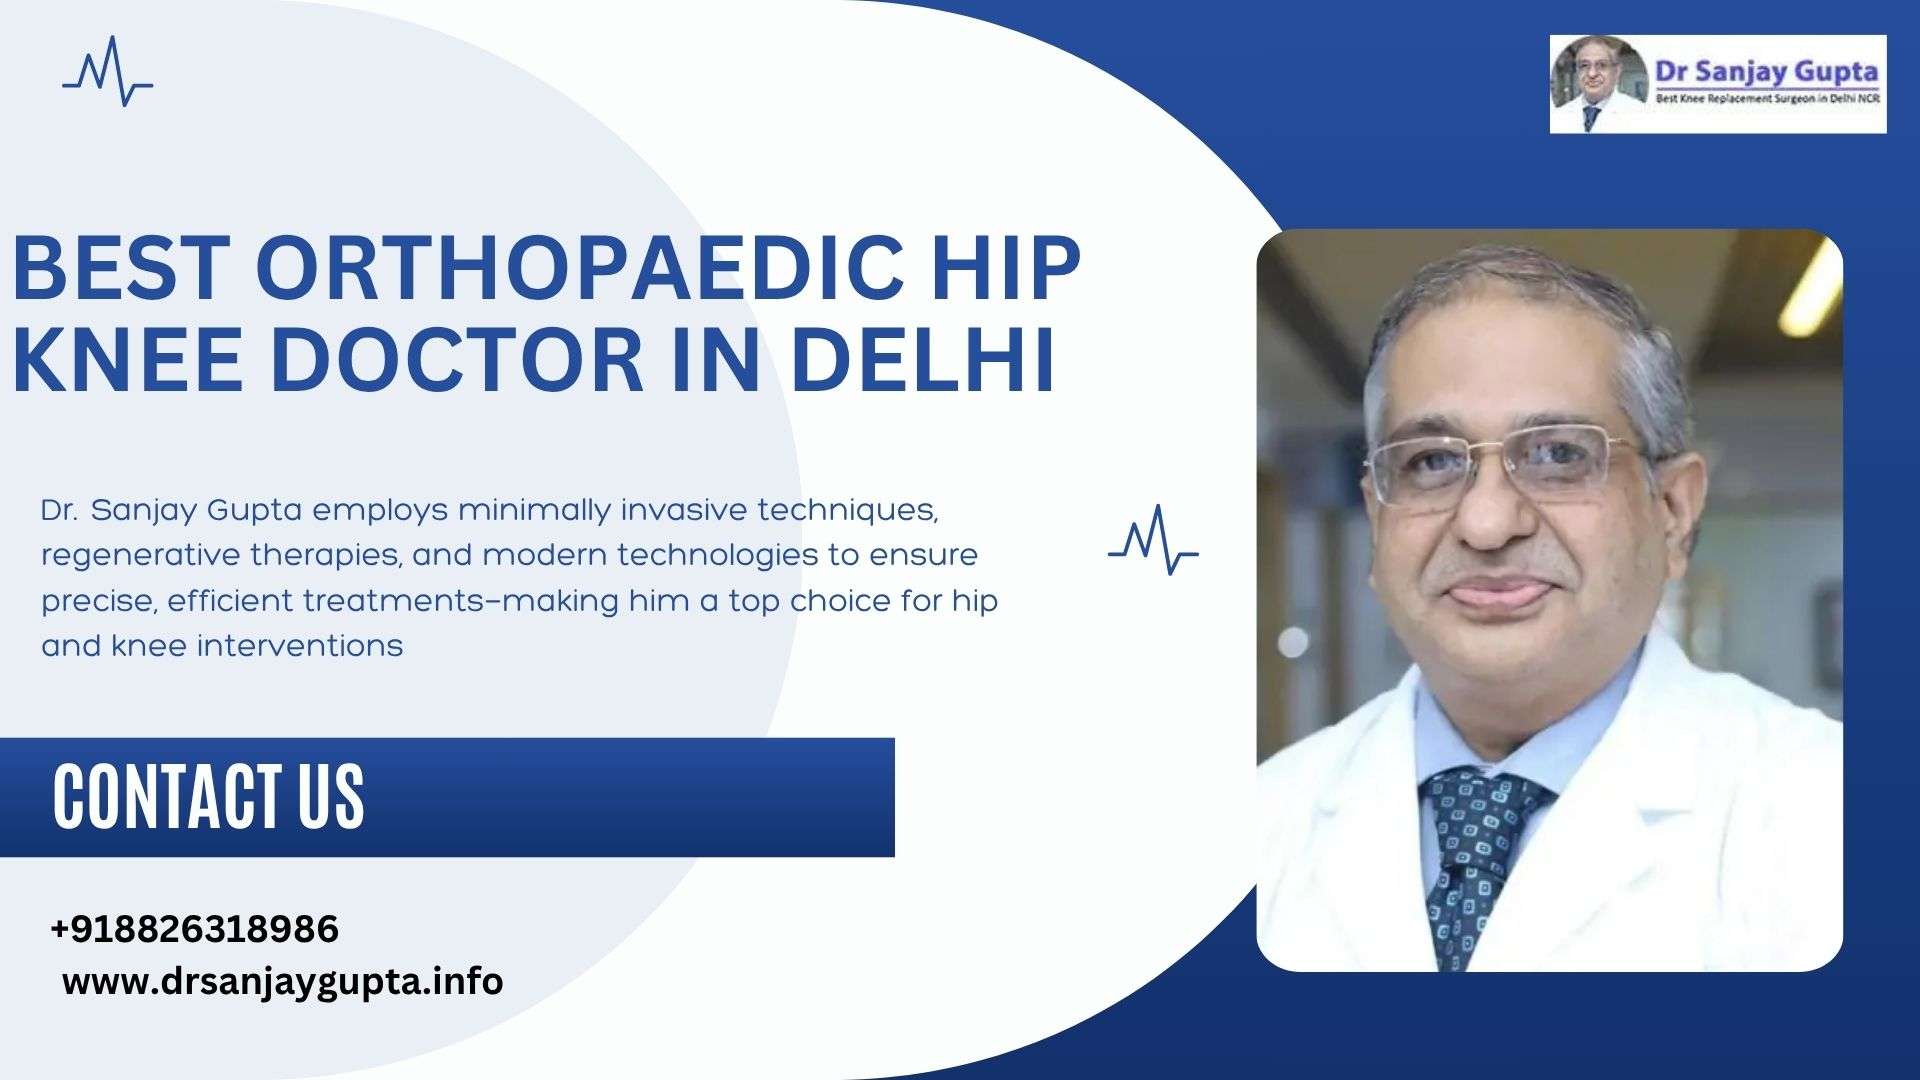 Dr Sanjay Gupta
Best Knee Replacement Surgeon in Delhi NCR
BEST ORTHOPAEDIC HIP
KNEE DOCTOR IN DELHI
Dr. Sanjay Gupta employs minimally invasive techniques,
regenerative therapies, and modern technologies to ensure
precise, efficient treatments—making him a top choice for hip
and knee interventions
CONTACT US
+918826318986
www.drsanjaygupta.info